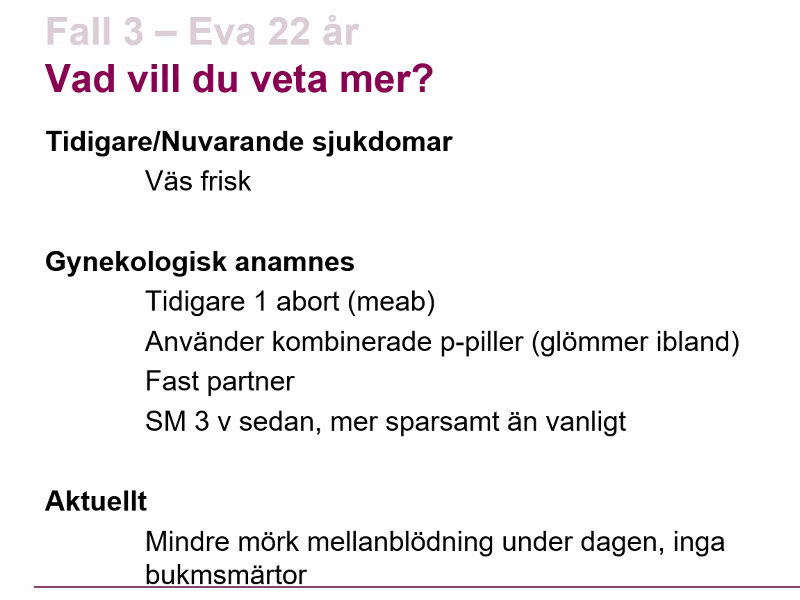 Fall 3 – Eva 22 år
Vad vill du veta mer?
Tidigare/Nuvarande sjukdomar
Väs frisk
Gynekologisk anamnes
Tidigare 1 abort (meab)
Använder kombinerade p-piller (glömmer ibland)
Fast partner
SM 3 v sedan, mer sparsamt än vanligt
Aktuellt
Mindre mörk mellanblödning under dagen, inga
bukmsmärtor